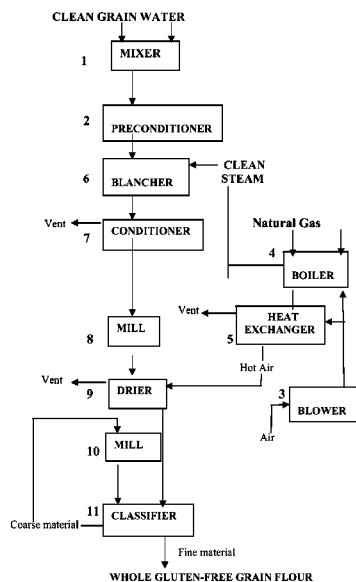 CLEAN GRAIN WATER
1 MIXER
2 PRECONDITIONER
6 BLANCHER
CLEAN
STEAM
Vent
7 CONDITIONER
Natural Gas
4 BOILER
Vent
HEAT
EXCHANGER
5
8 MILL
Hot Air
Vent
9 DRIER
3 BLOWER
Air
10 MILL
11 CLASSIFIER
Coarse material
Fine material
WHOLE GLUTEN-FREE GRAIN FLOUR